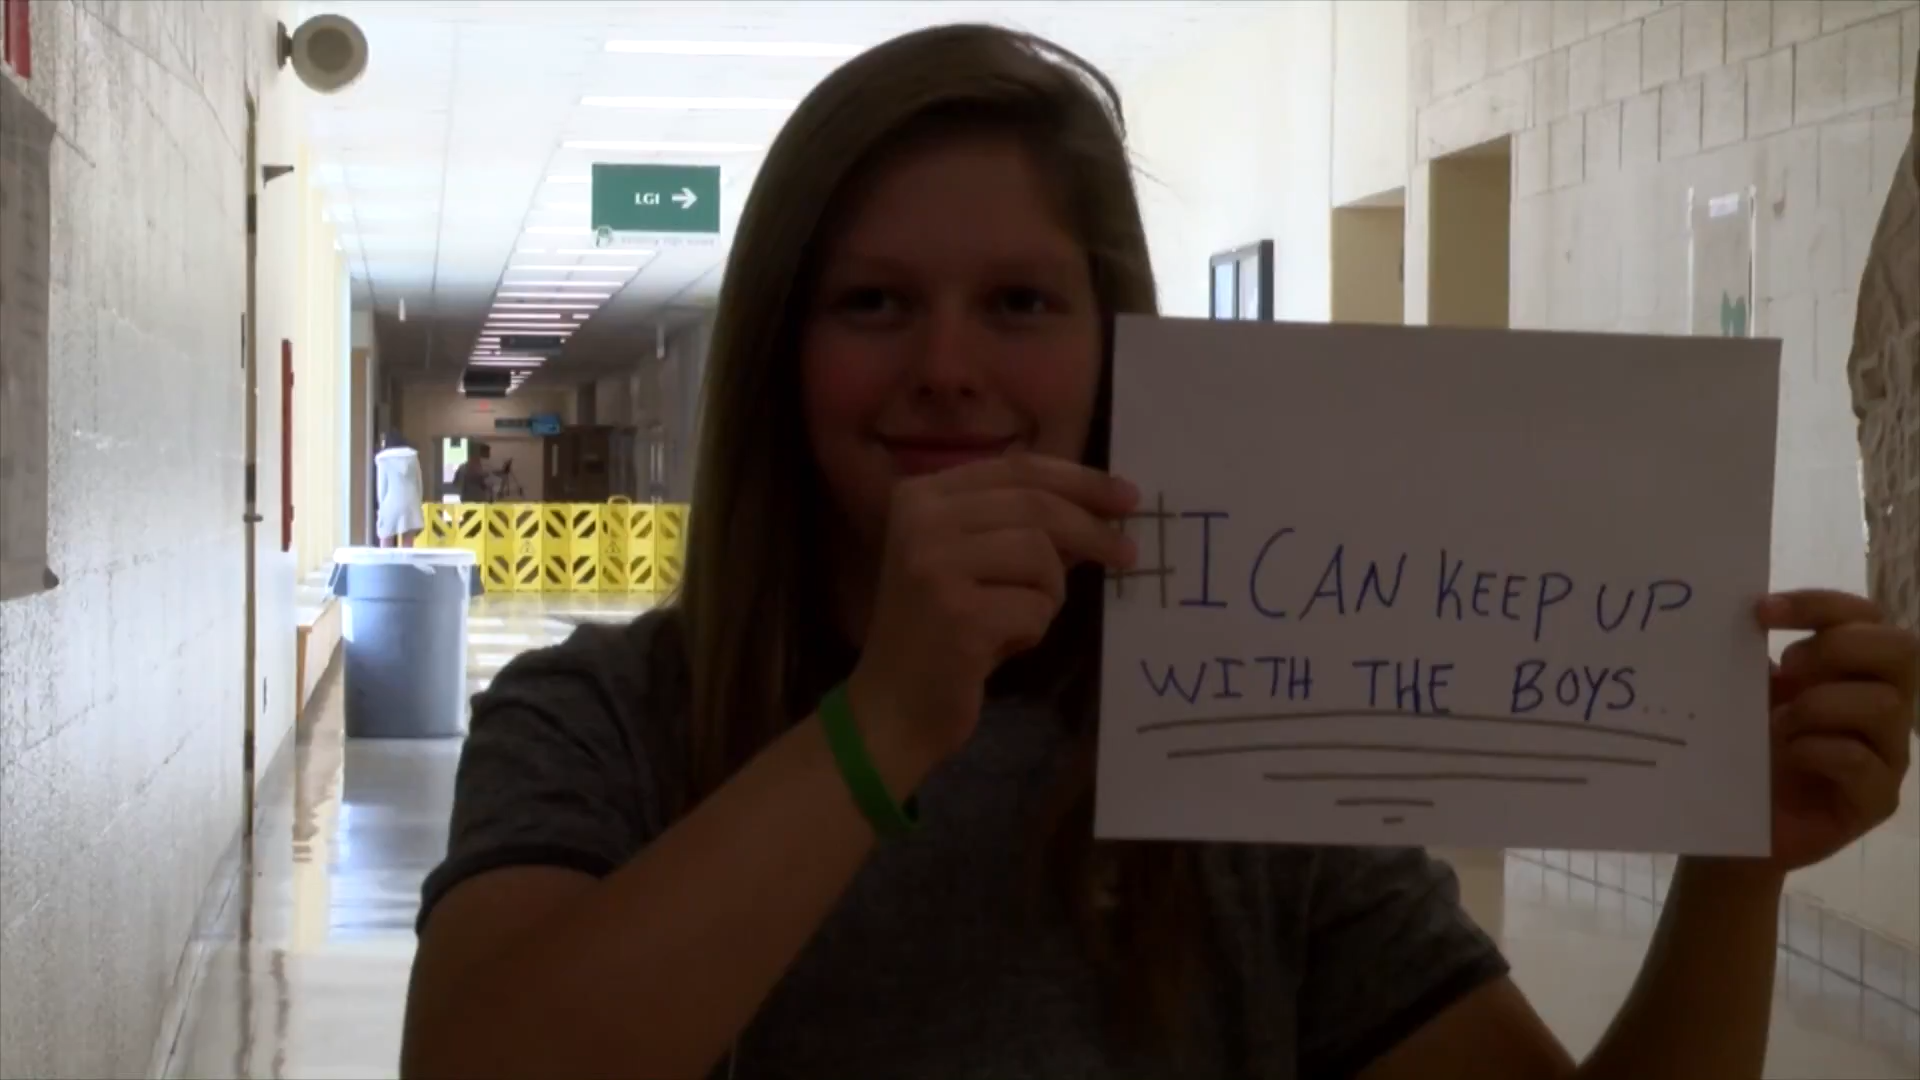 LGI →
#I CAN KEEP UP
WITH THE BOYS...